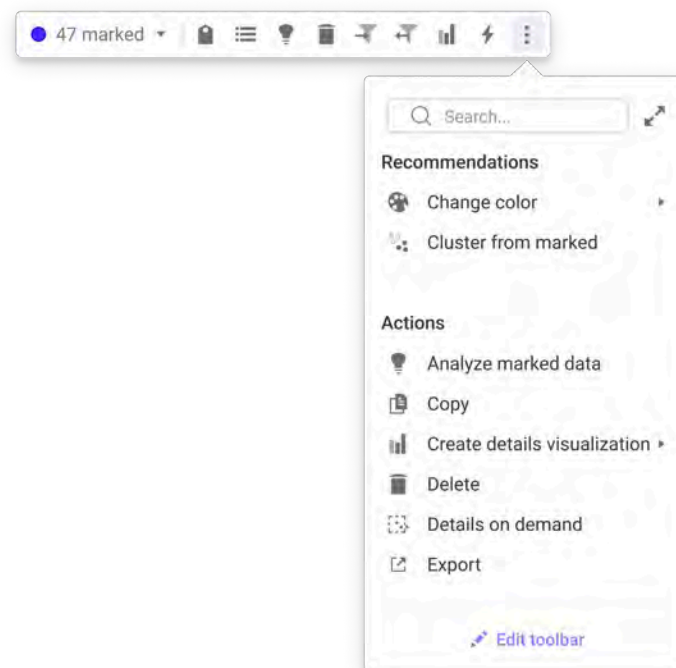 47 marked
Search...
Recommendations
Change color
Cluster from marked
Actions
Analyze marked data
Copy
Create details visualization
Delete
Details on demand
Export
Edit toolbar